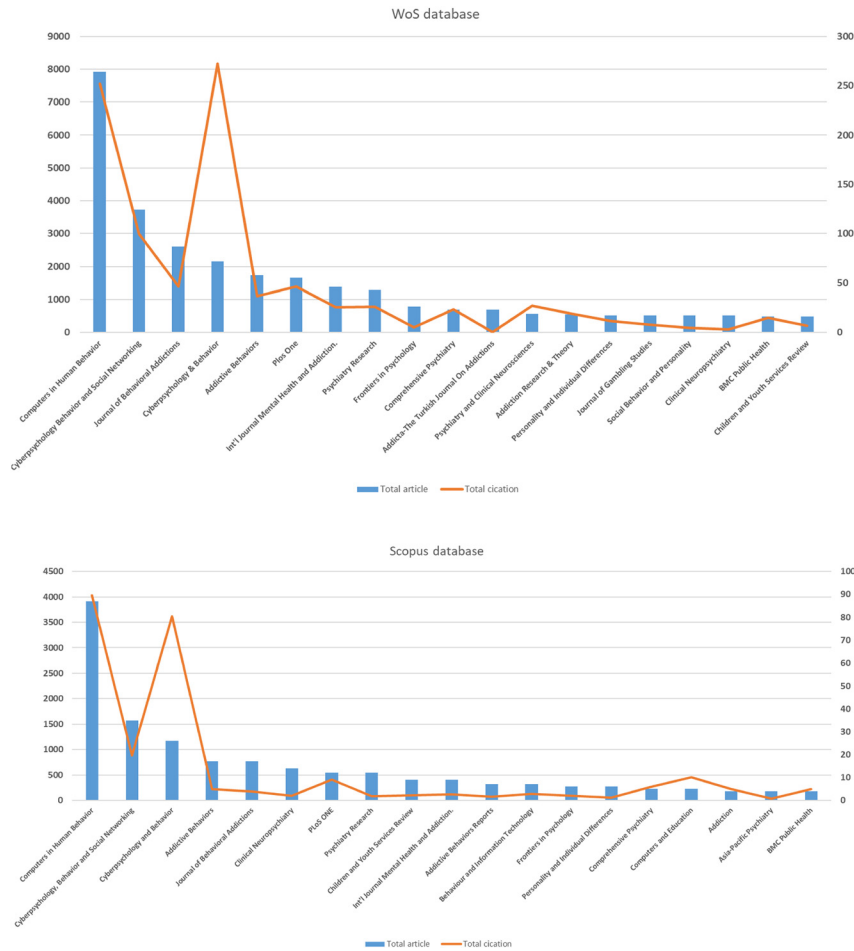 WoS database
9000
8000
7000
6000
5000
4000
3000
2000
1000
0
300
250
200
150
100
50
0
Computers in Human Behavior
Cyberpsychology Behavior and Social Networking
Journal of Behavioral Addictions
Cyberpsychology & Behavior
Addictive Behaviors
Plos One
Int'l Journal Mental Health and Addiction.
Psychiatry Research
Frontiers in Psychology
Comprehensive Psychiatry
Addicta-The Turkish Journal On Addictions
Psychiatry and Clinical Neurosciences
Addiction Research & Theory
Personality and Individual Differences
Journal of Gambling Studies
Social Behavior and Personality
Clinical Neuropsychiatry
BMC Public Health
Children and Youth Services Review
Total article
Total cication
Scopus database
4500
4000
3500
3000
2500
2000
1500
1000
500
0
100
90
80
70
60
50
40
30
20
10
0
Computers in Human Behavior
Cyberpsychology, Behavior and Social Networking
Cyberpsychology and Behavior
Addictive Behaviors
Journal of Behavioral Addictions
Clinical Neuropsychiatry
PLoS ONE
Psychiatry Research
Children and Youth Services Review
Int'l Journal Mental Health and Addiction.
Addictive Behaviors Reports
Behaviour and Information Technology
Frontiers in Psychology
Personality and Individual Differences
Comprehensive Psychiatry
Computers and Education
Addiction
Asia-Pacific Psychiatry
BMC Public Health
Total article
Total cication